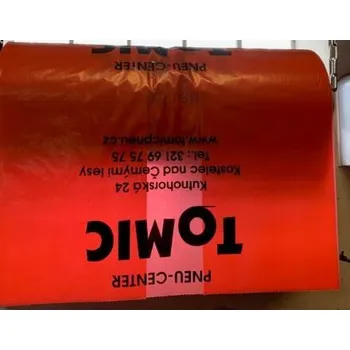 PNEU-CENTER
TOMIC
Kutnohorská 24
Kostelec nad Černými lesy
Tel.: 321 69 75 75
www.tomicpneu.cz
PNEU-CENTER
TOMIC